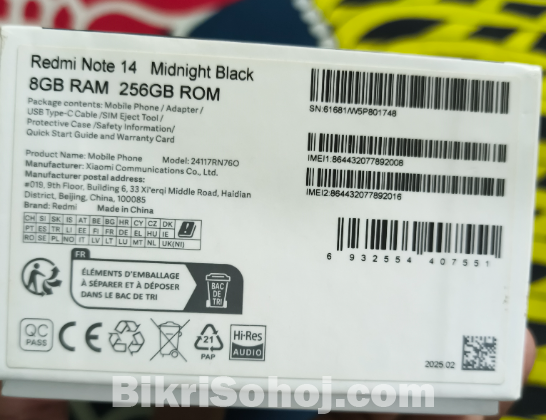 Redmi Note 14 Midnight Black
8GB RAM 256GB ROM
Package contents: Mobile Phone / Adapter /
USB Type-C Cable /SIM Eject Tool /
Protective Case /Safety Information/
Quick Start Guide and Warranty Card
Product Name: Mobile Phone Model: 24117RN76O
Manufacturer: Xiaomi Communications Co., Ltd.
Manufacturer postal address:
#019, 9th Floor, Building 6, 33 Xi'erqi Middle Road, Haidian
District, Beijing, China, 100085
Brand: Redmi Made in China
SN:61681/W5P801748
IMEI1:864432077892008
IMEI2:864432077892016
6 932554 407551
CH SI SK IS AT BE BG HR CY CZ DK
PT ES TR LI EE FI FR DE EL HU IE
RO SE PL NO IT LV LT LU MT NL UK(NI)
FR
ÉLÉMENTS D'EMBALLAGE
À SÉPARER ET À DÉPOSER
DANS LE BAC DE TRI
BAC
DE
TRI
QC
PASS
CE
21
PAP
Hi-Res
AUDIO
2025.02
BikriSohoj.com